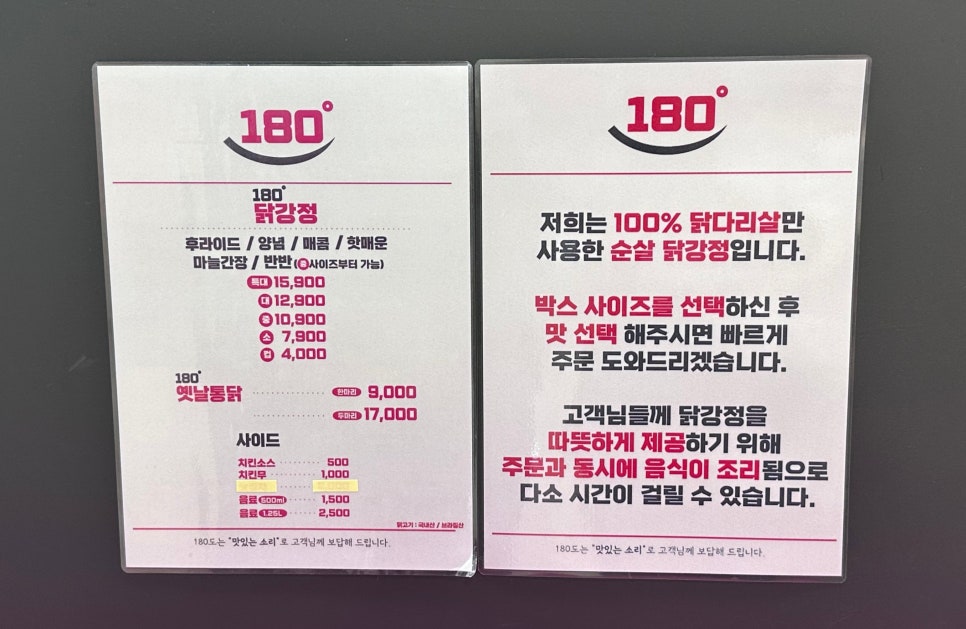 180°
180°
닭강정
후라이드 / 양념 / 매콤 / 핫매운
마늘간장 / 반반 (중 사이즈부터 가능)
특대 15,900
대 12,900
중 10,900
소 7,900
컵 4,000
180°
옛날통닭 한마리 9,000
두마리 17,000
사이드
치킨소스 500
치킨무 1,000
음료 500ml 1,500
음료 1.25L 2,500
닭고기 : 국내산 / 브라질산
180도는 "맛있는 소리"로 고객님께 보답해 드립니다.
180°
저희는 100% 닭다리살만
사용한 순살 닭강정입니다.
박스 사이즈를 선택하신 후
맛 선택 해주시면 빠르게
주문 도와드리겠습니다.
고객님들께 닭강정을
따뜻하게 제공하기 위해
주문과 동시에 음식이 조리됨으로
다소 시간이 걸릴 수 있습니다.
180도는 "맛있는 소리"로 고객님께 보답해 드립니다.